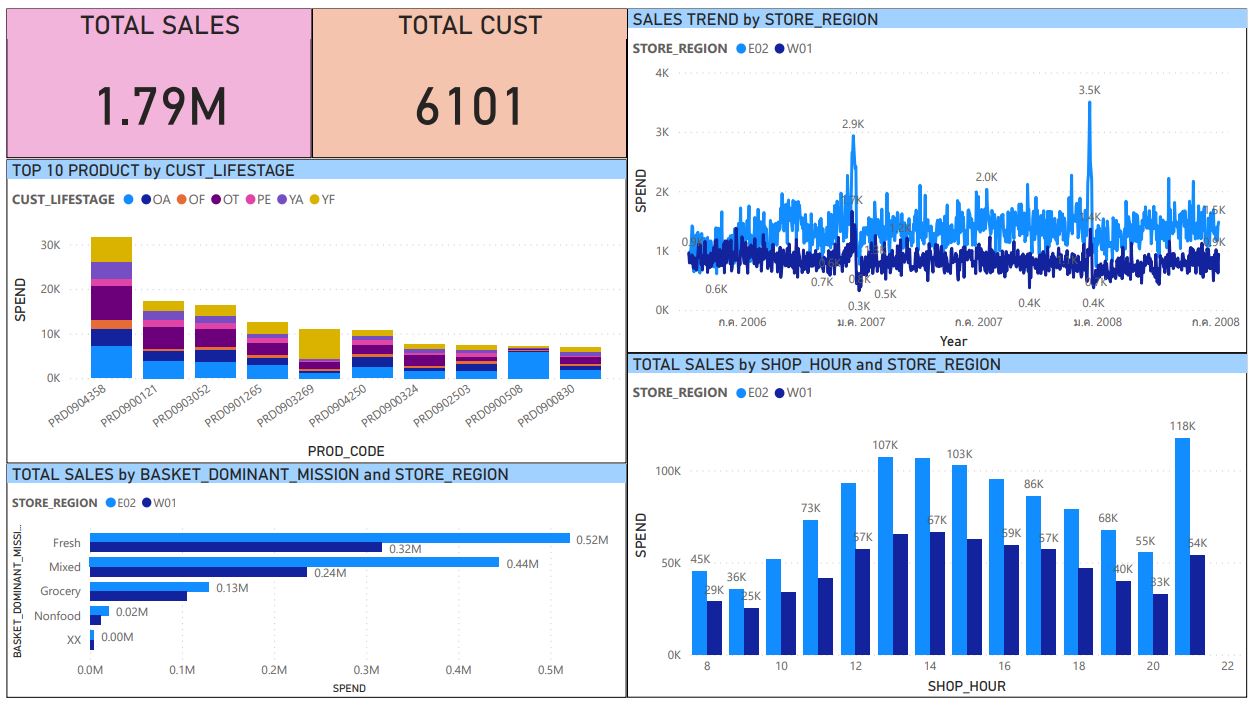 TOTAL SALES
1.79M
TOTAL CUST
6101
TOP 10 PRODUCT by CUST_LIFESTAGE
CUST_LIFESTAGE OA OF OT PE YA YF
SPEND
30K
20K
10K
0K
PRD0904358
PRD0900121
PRD0903052
PRD0901265
PRD0903269
PRD0904250
PRD0900324
PRD0902503
PRD0900508
PRD0900830
PROD_CODE
TOTAL SALES by BASKET_DOMINANT_MISSION and STORE_REGION
STORE_REGION E02 W01
BASKET_DOMINANT_MISSI...
Fresh 0.52M
0.32M
Mixed 0.44M
0.24M
Grocery 0.13M
Nonfood 0.02M
XX 0.00M
0.0M 0.1M 0.2M 0.3M 0.4M 0.5M
SPEND
SALES TREND by STORE_REGION
STORE_REGION E02 W01
SPEND
4K
3.5K
3K
2.9K
2K
2.0K
1K
0.6K
0.7K
0.5K
0.3K
0.4K
0.4K
0K
ก.ค. 2006 ม.ค. 2007 ก.ค. 2007 ม.ค. 2008 ก.ค. 2008
Year
TOTAL SALES by SHOP_HOUR and STORE_REGION
STORE_REGION E02 W01
SPEND
100K
50K
0K
45K
29K
36K
25K
73K
57K
107K
67K
103K
59K
86K
57K
68K
40K
55K
33K
118K
54K
8 10 12 14 16 18 20 22
SHOP_HOUR